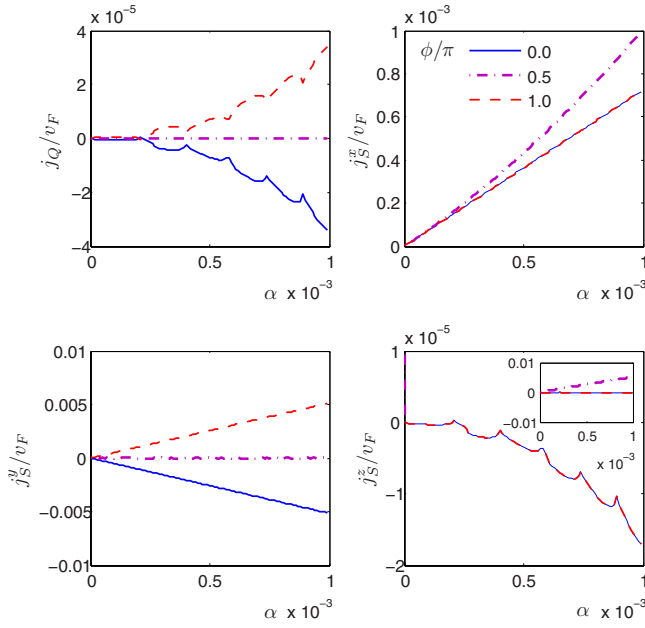 x 10⁻⁵
4
2
0
−2
−4
j_Q/v_F
0 0.5 1
α x 10⁻³
x 10⁻³
1
0.8
0.6
0.4
0.2
0
j_S^x/v_F
ϕ/π
0.0
0.5
1.0
0 0.5 1
α x 10⁻³
0.01
0.005
0
−0.005
−0.01
j_S^y/v_F
0 0.5 1
α x 10⁻³
x 10⁻⁵
1
0
−1
−2
j_S^z/v_F
0.01
0
−0.01
0 0.5 1
x 10⁻³
0 0.5 1
α x 10⁻³